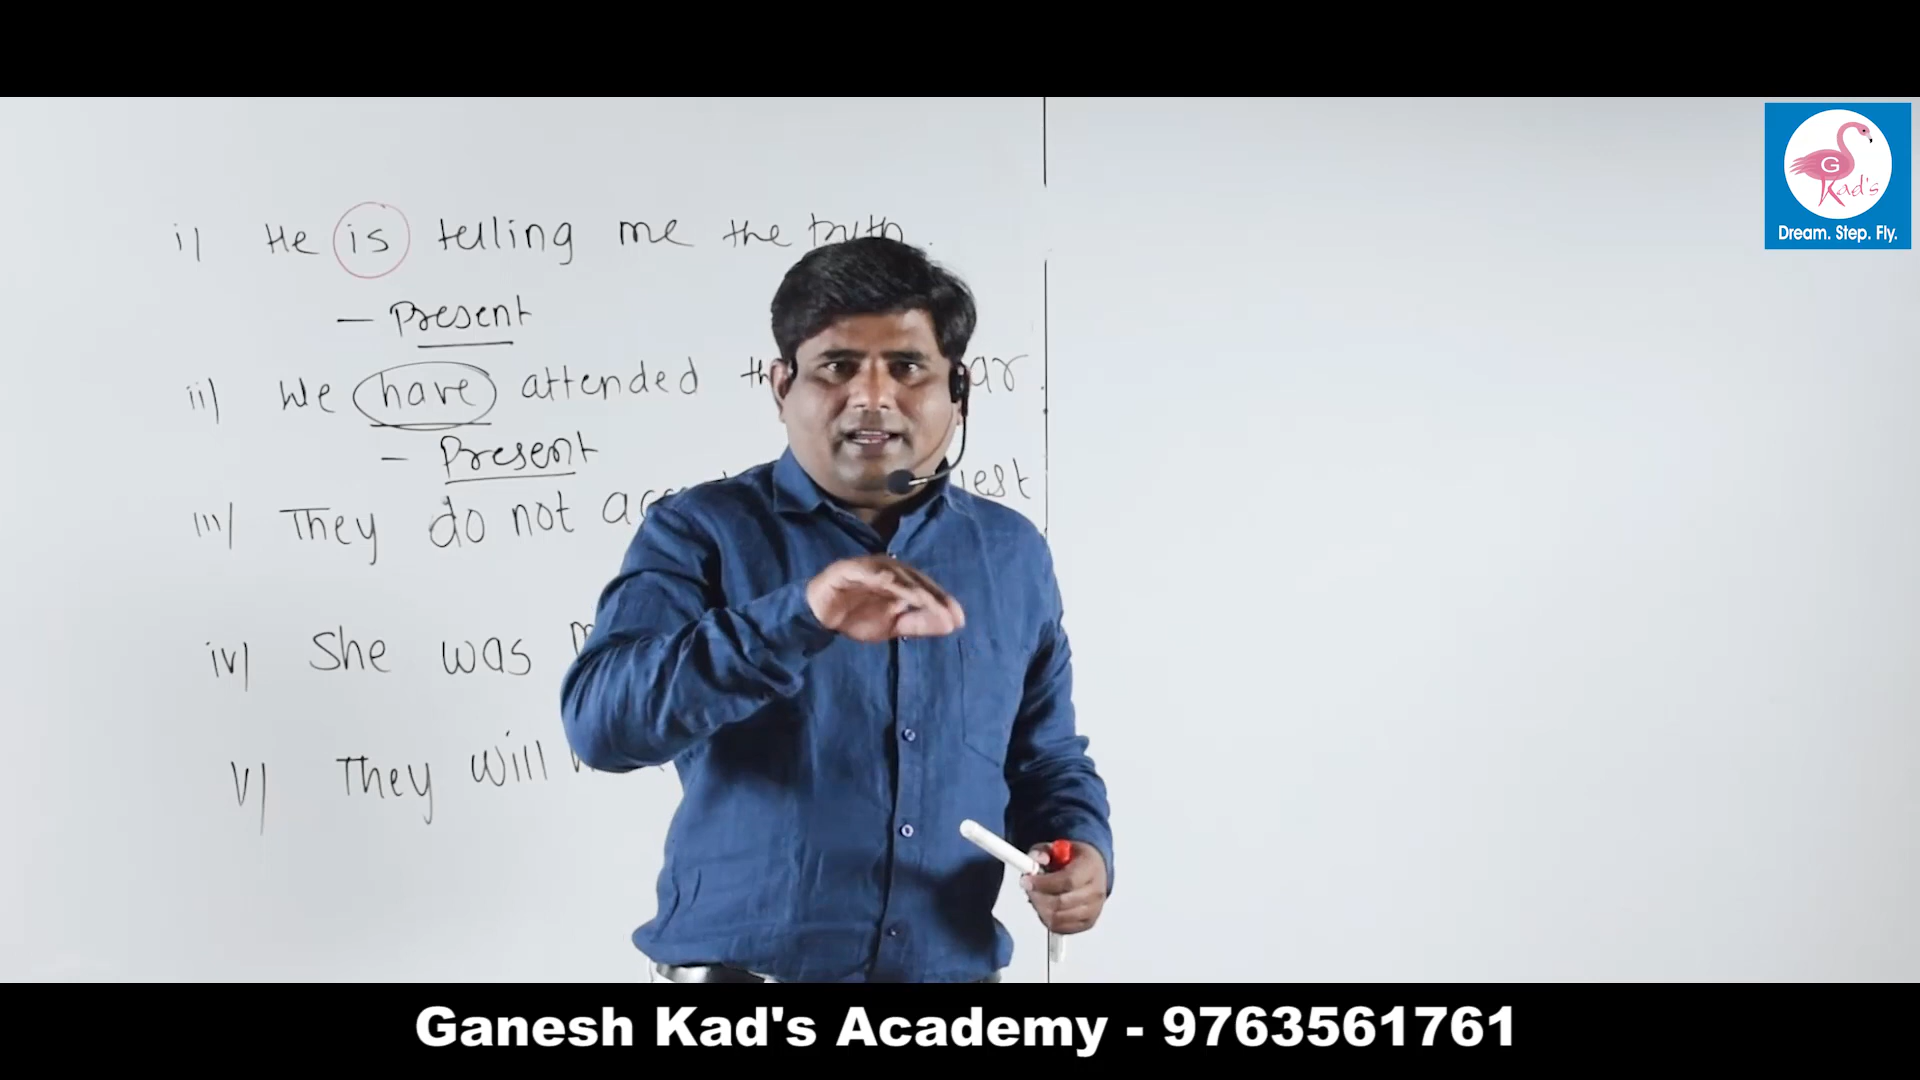 i) He is telling me the truth.
— Present
ii) We have attended
— Present
iii) They do not
iv) She was
v) They will
G
Kad's
Dream. Step. Fly.
Ganesh Kad's Academy - 9763561761